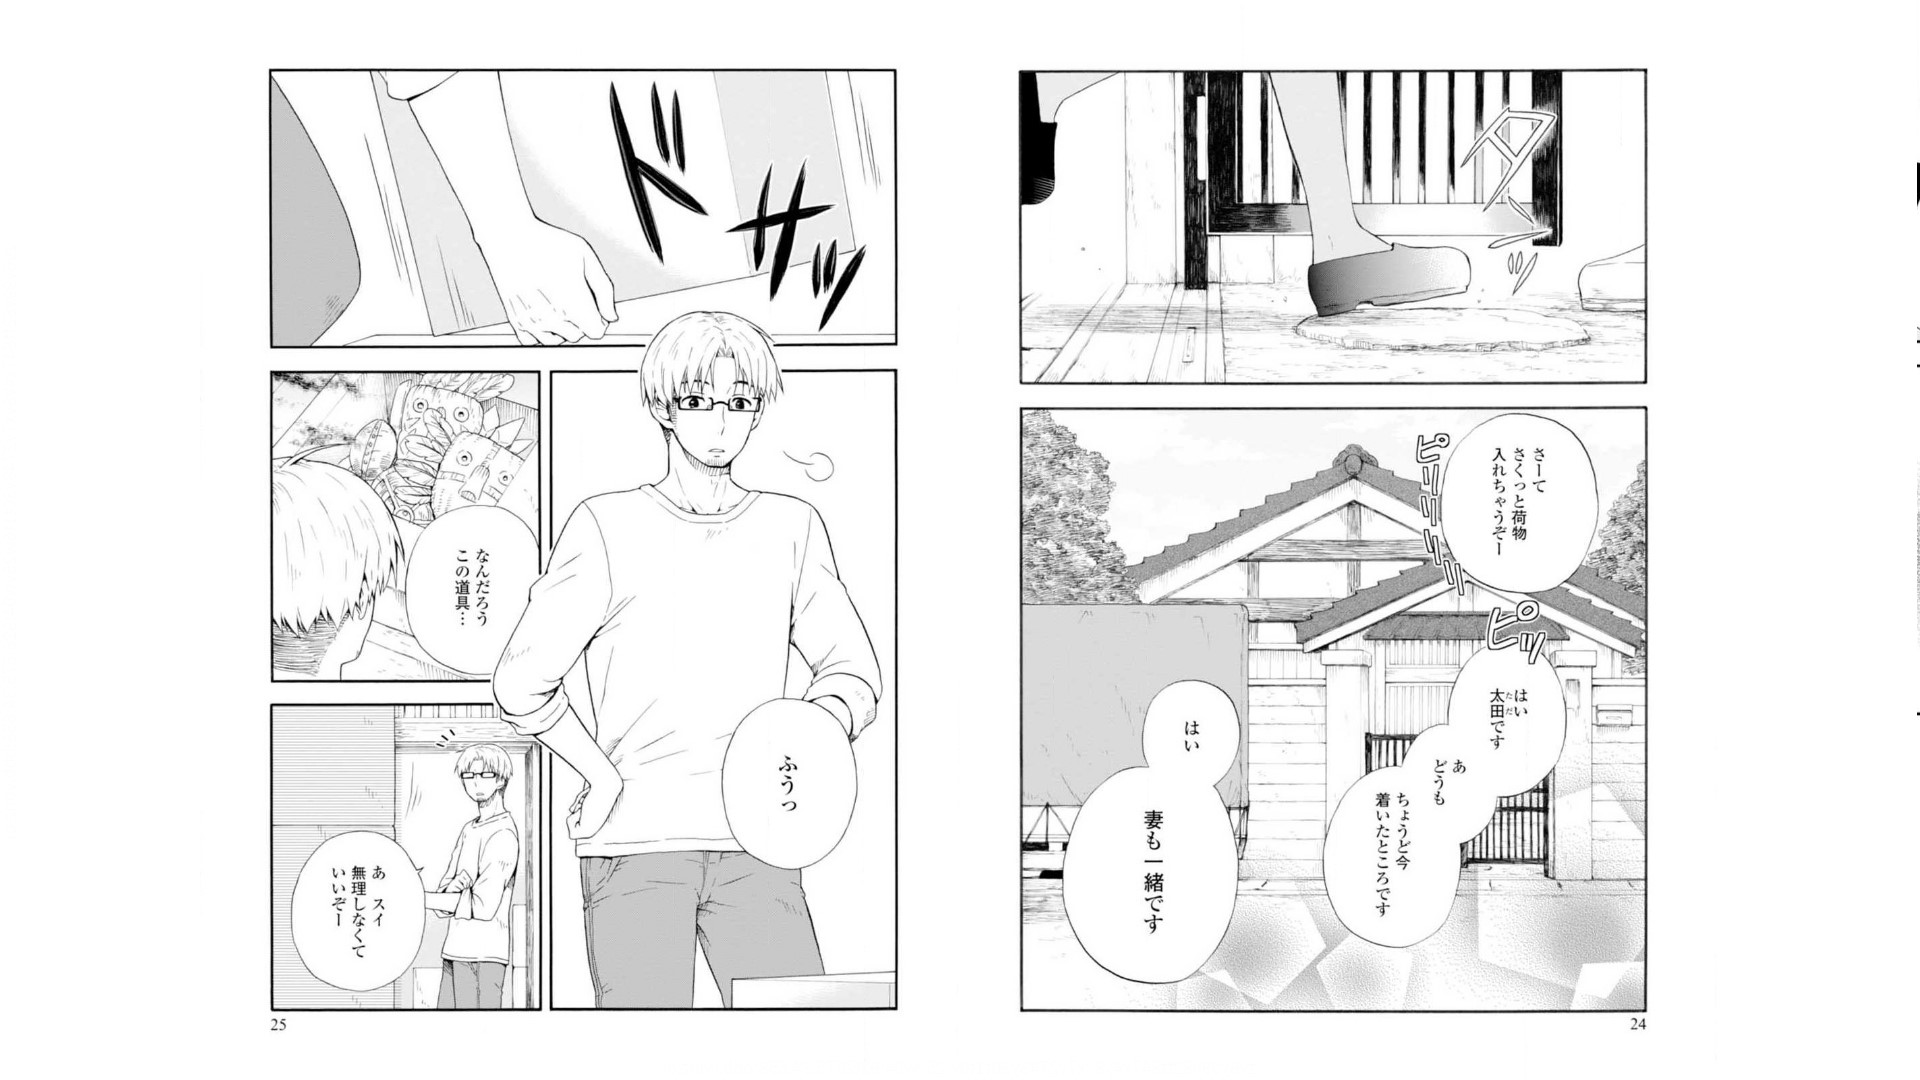 タッ
さーて
さくっと荷物
入れちゃうぞー
ピリリリリリ
ピッ
はい
太田です
ただ
あ
どうも
ちょうど今
着いたところです
はい
妻も一緒です
24
ドサッ
ふうっ
なんだろう
この道具…
あ スイ
無理しなくて
いいぞー
25